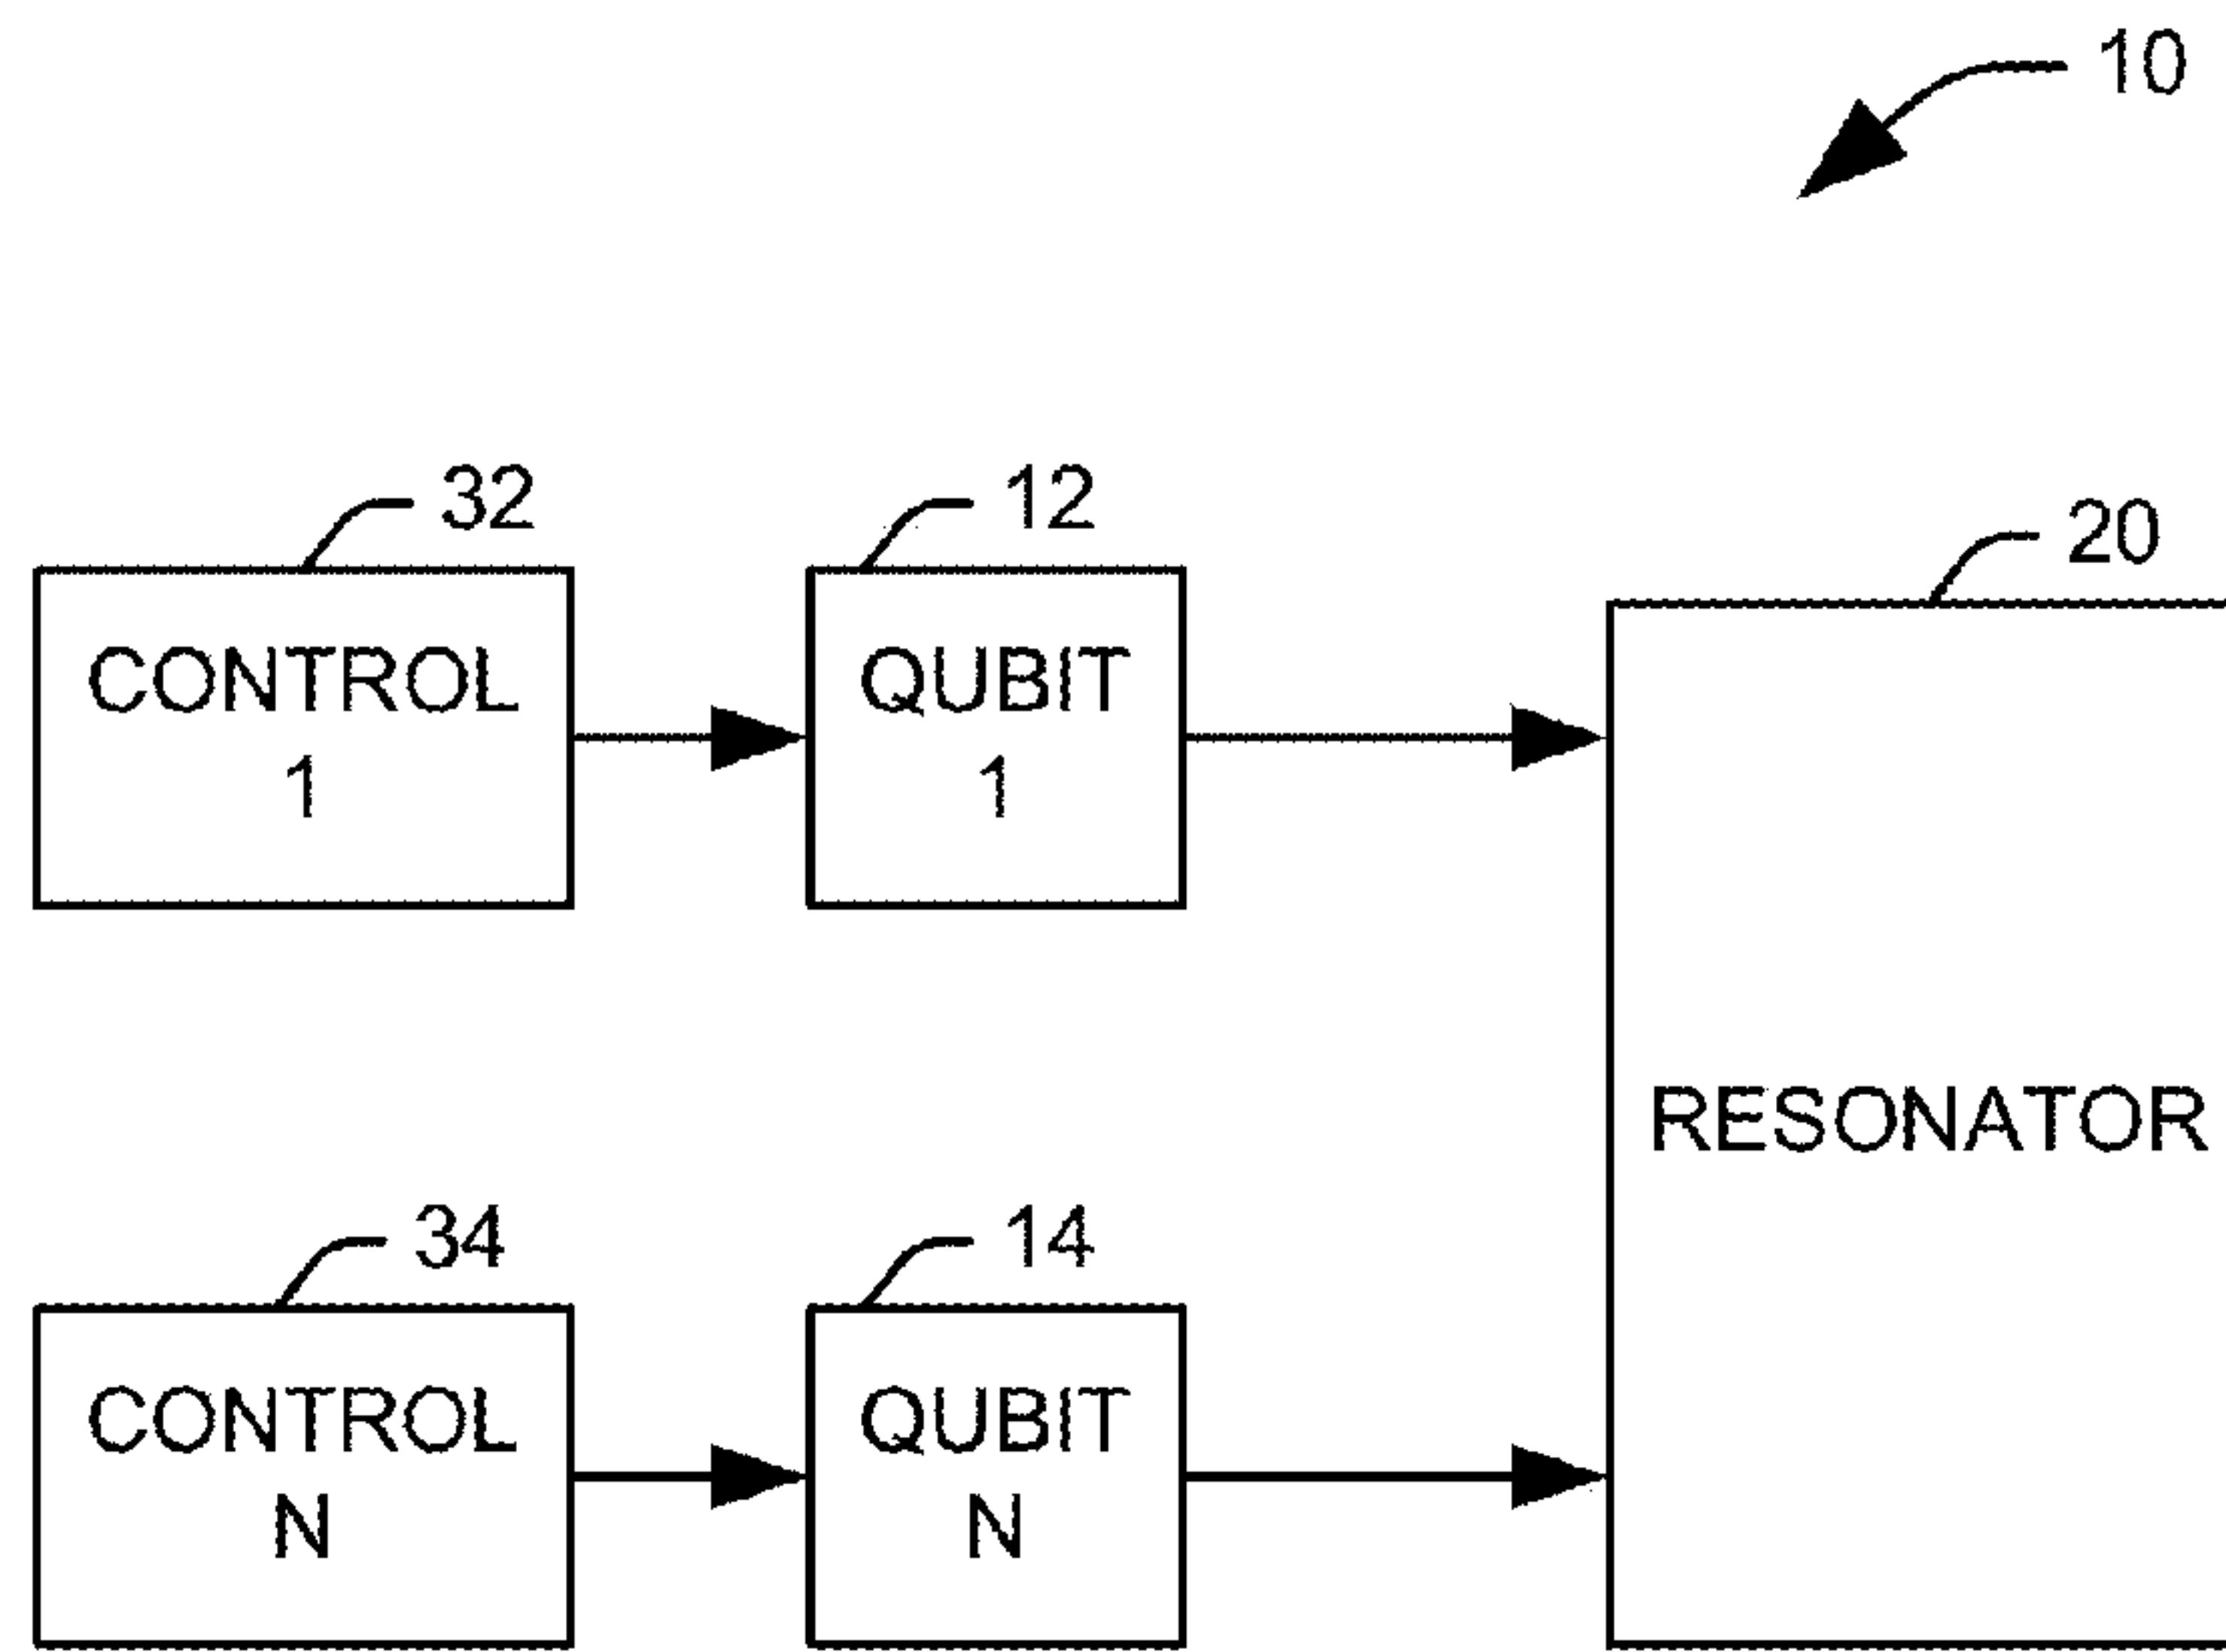 10
32
12
20
CONTROL
1
QUBIT
1
RESONATOR
34
14
CONTROL
N
QUBIT
N